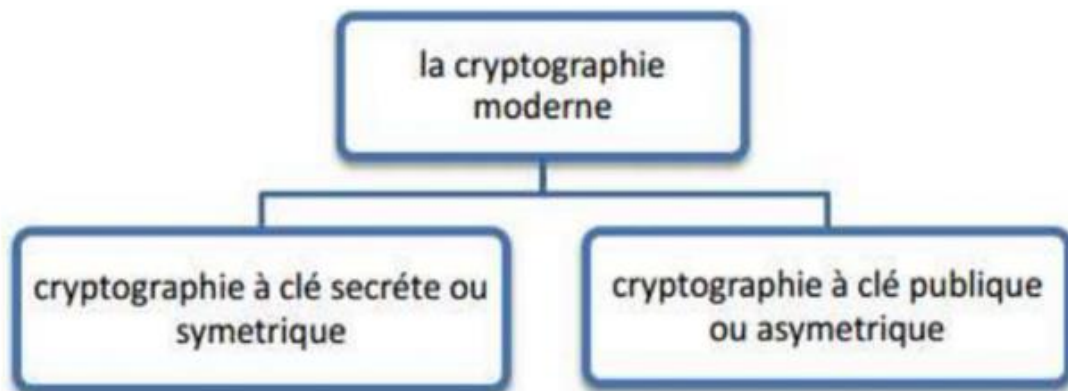 la cryptographie
moderne
cryptographie à clé secréte ou
symetrique
cryptographie à clé publique
ou asymetrique